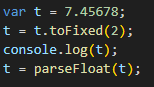 var t = 7.45678;
t = t.toFixed(2);
console.log(t);
t = parseFloat(t);